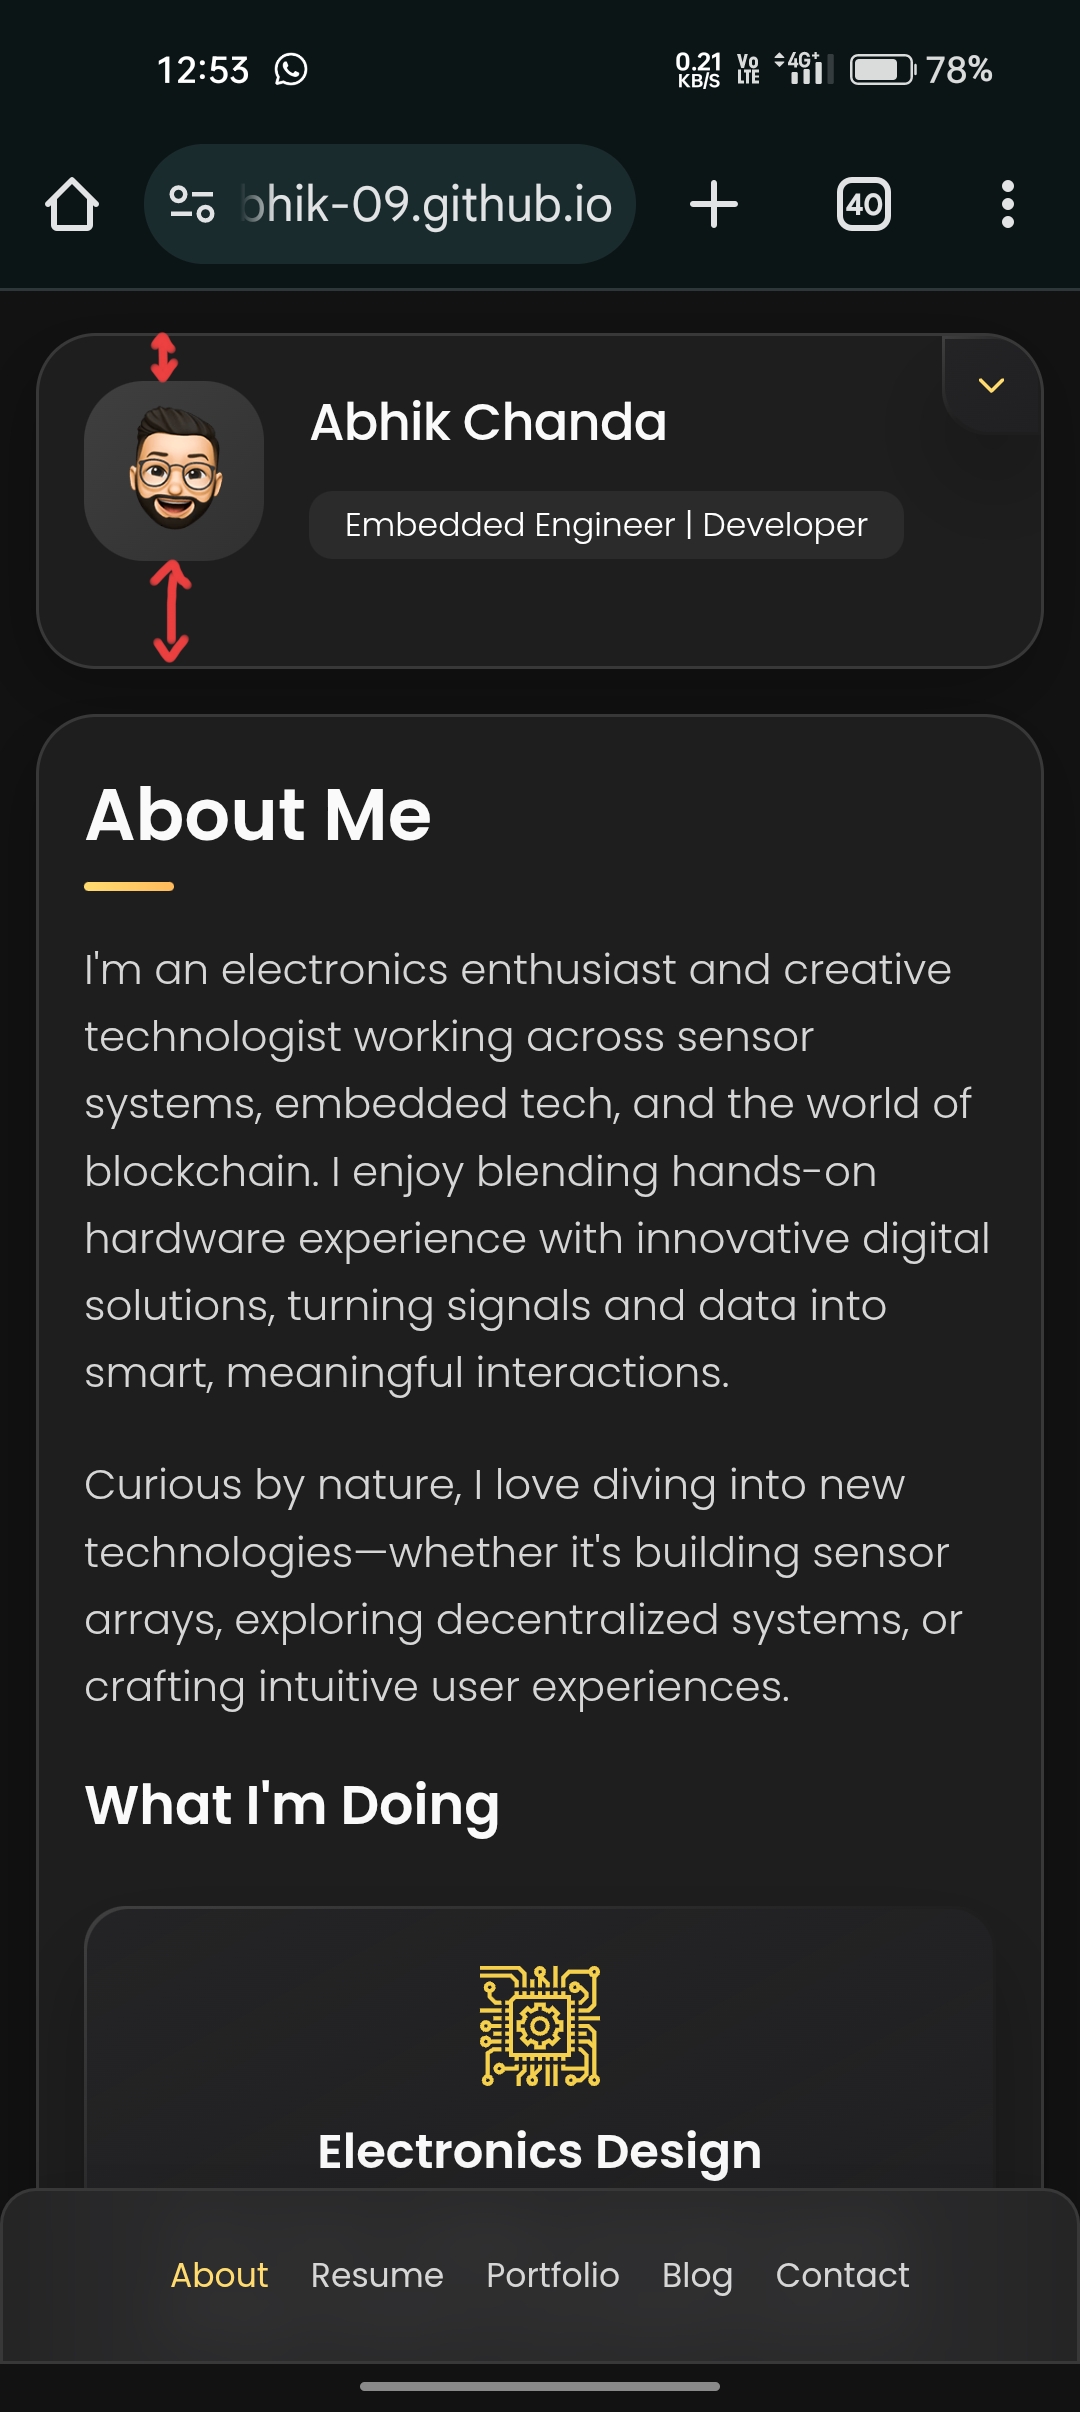 12:53
0.21 KB/S
Vo LTE
4G+
78%
bhik-09.github.io
40
Abhik Chanda
Embedded Engineer | Developer
About Me
I'm an electronics enthusiast and creative
technologist working across sensor
systems, embedded tech, and the world of
blockchain. I enjoy blending hands-on
hardware experience with innovative digital
solutions, turning signals and data into
smart, meaningful interactions.
Curious by nature, I love diving into new
technologies—whether it's building sensor
arrays, exploring decentralized systems, or
crafting intuitive user experiences.
What I'm Doing
Electronics Design
About Resume Portfolio Blog Contact